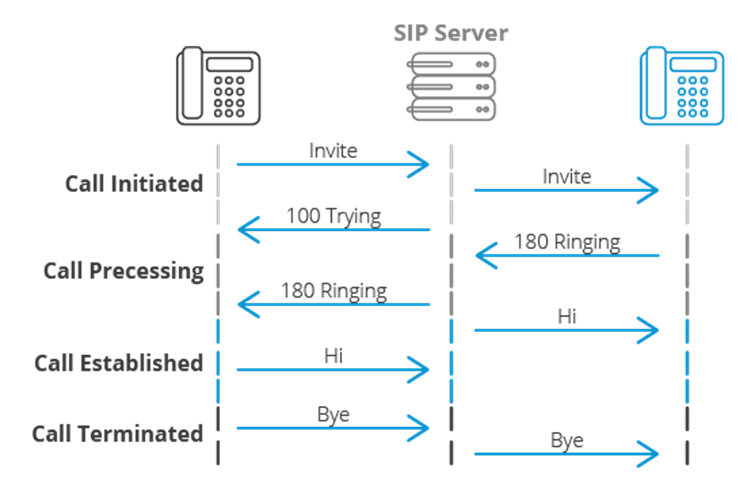 SIP Server
Invite
Invite
Call Initiated
100 Trying
180 Ringing
Call Precessing
180 Ringing
Hi
Hi
Call Established
Bye
Call Terminated
Bye